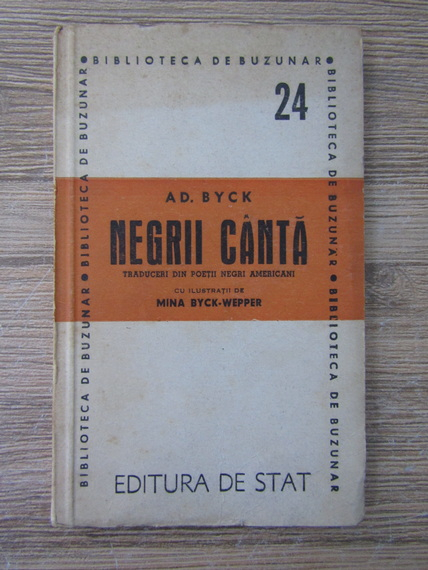 ● BIBLIOTECA DE BUZUNAR ●
24
AD. BYCK
NEGRII CÂNTĂ
TRADUCERI DIN POEȚII NEGRI AMERICANI
CU ILUSTRAȚII DE
MINA BYCK-WEPPER
EDITURA DE STAT
BIBLIOTECA DE BUZUNAR ● BIBLIOTECA DE BUZUNAR
BIBLIOTECA DE BUZUNAR ● BIBLIOTECA DE BUZUNAR